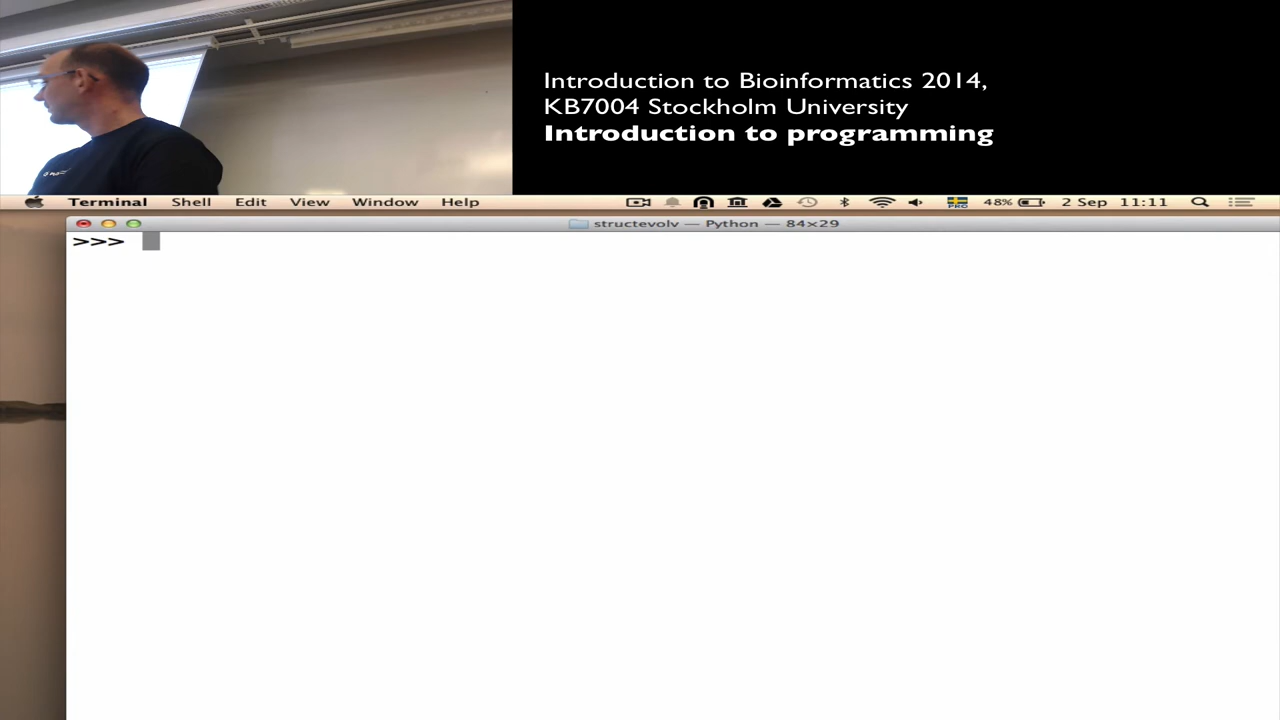 Introduction to Bioinformatics 2014,
KB7004 Stockholm University
Introduction to programming
Terminal Shell Edit View Window Help 48% 2 Sep 11:11
structevolv — Python — 84×29
>>>